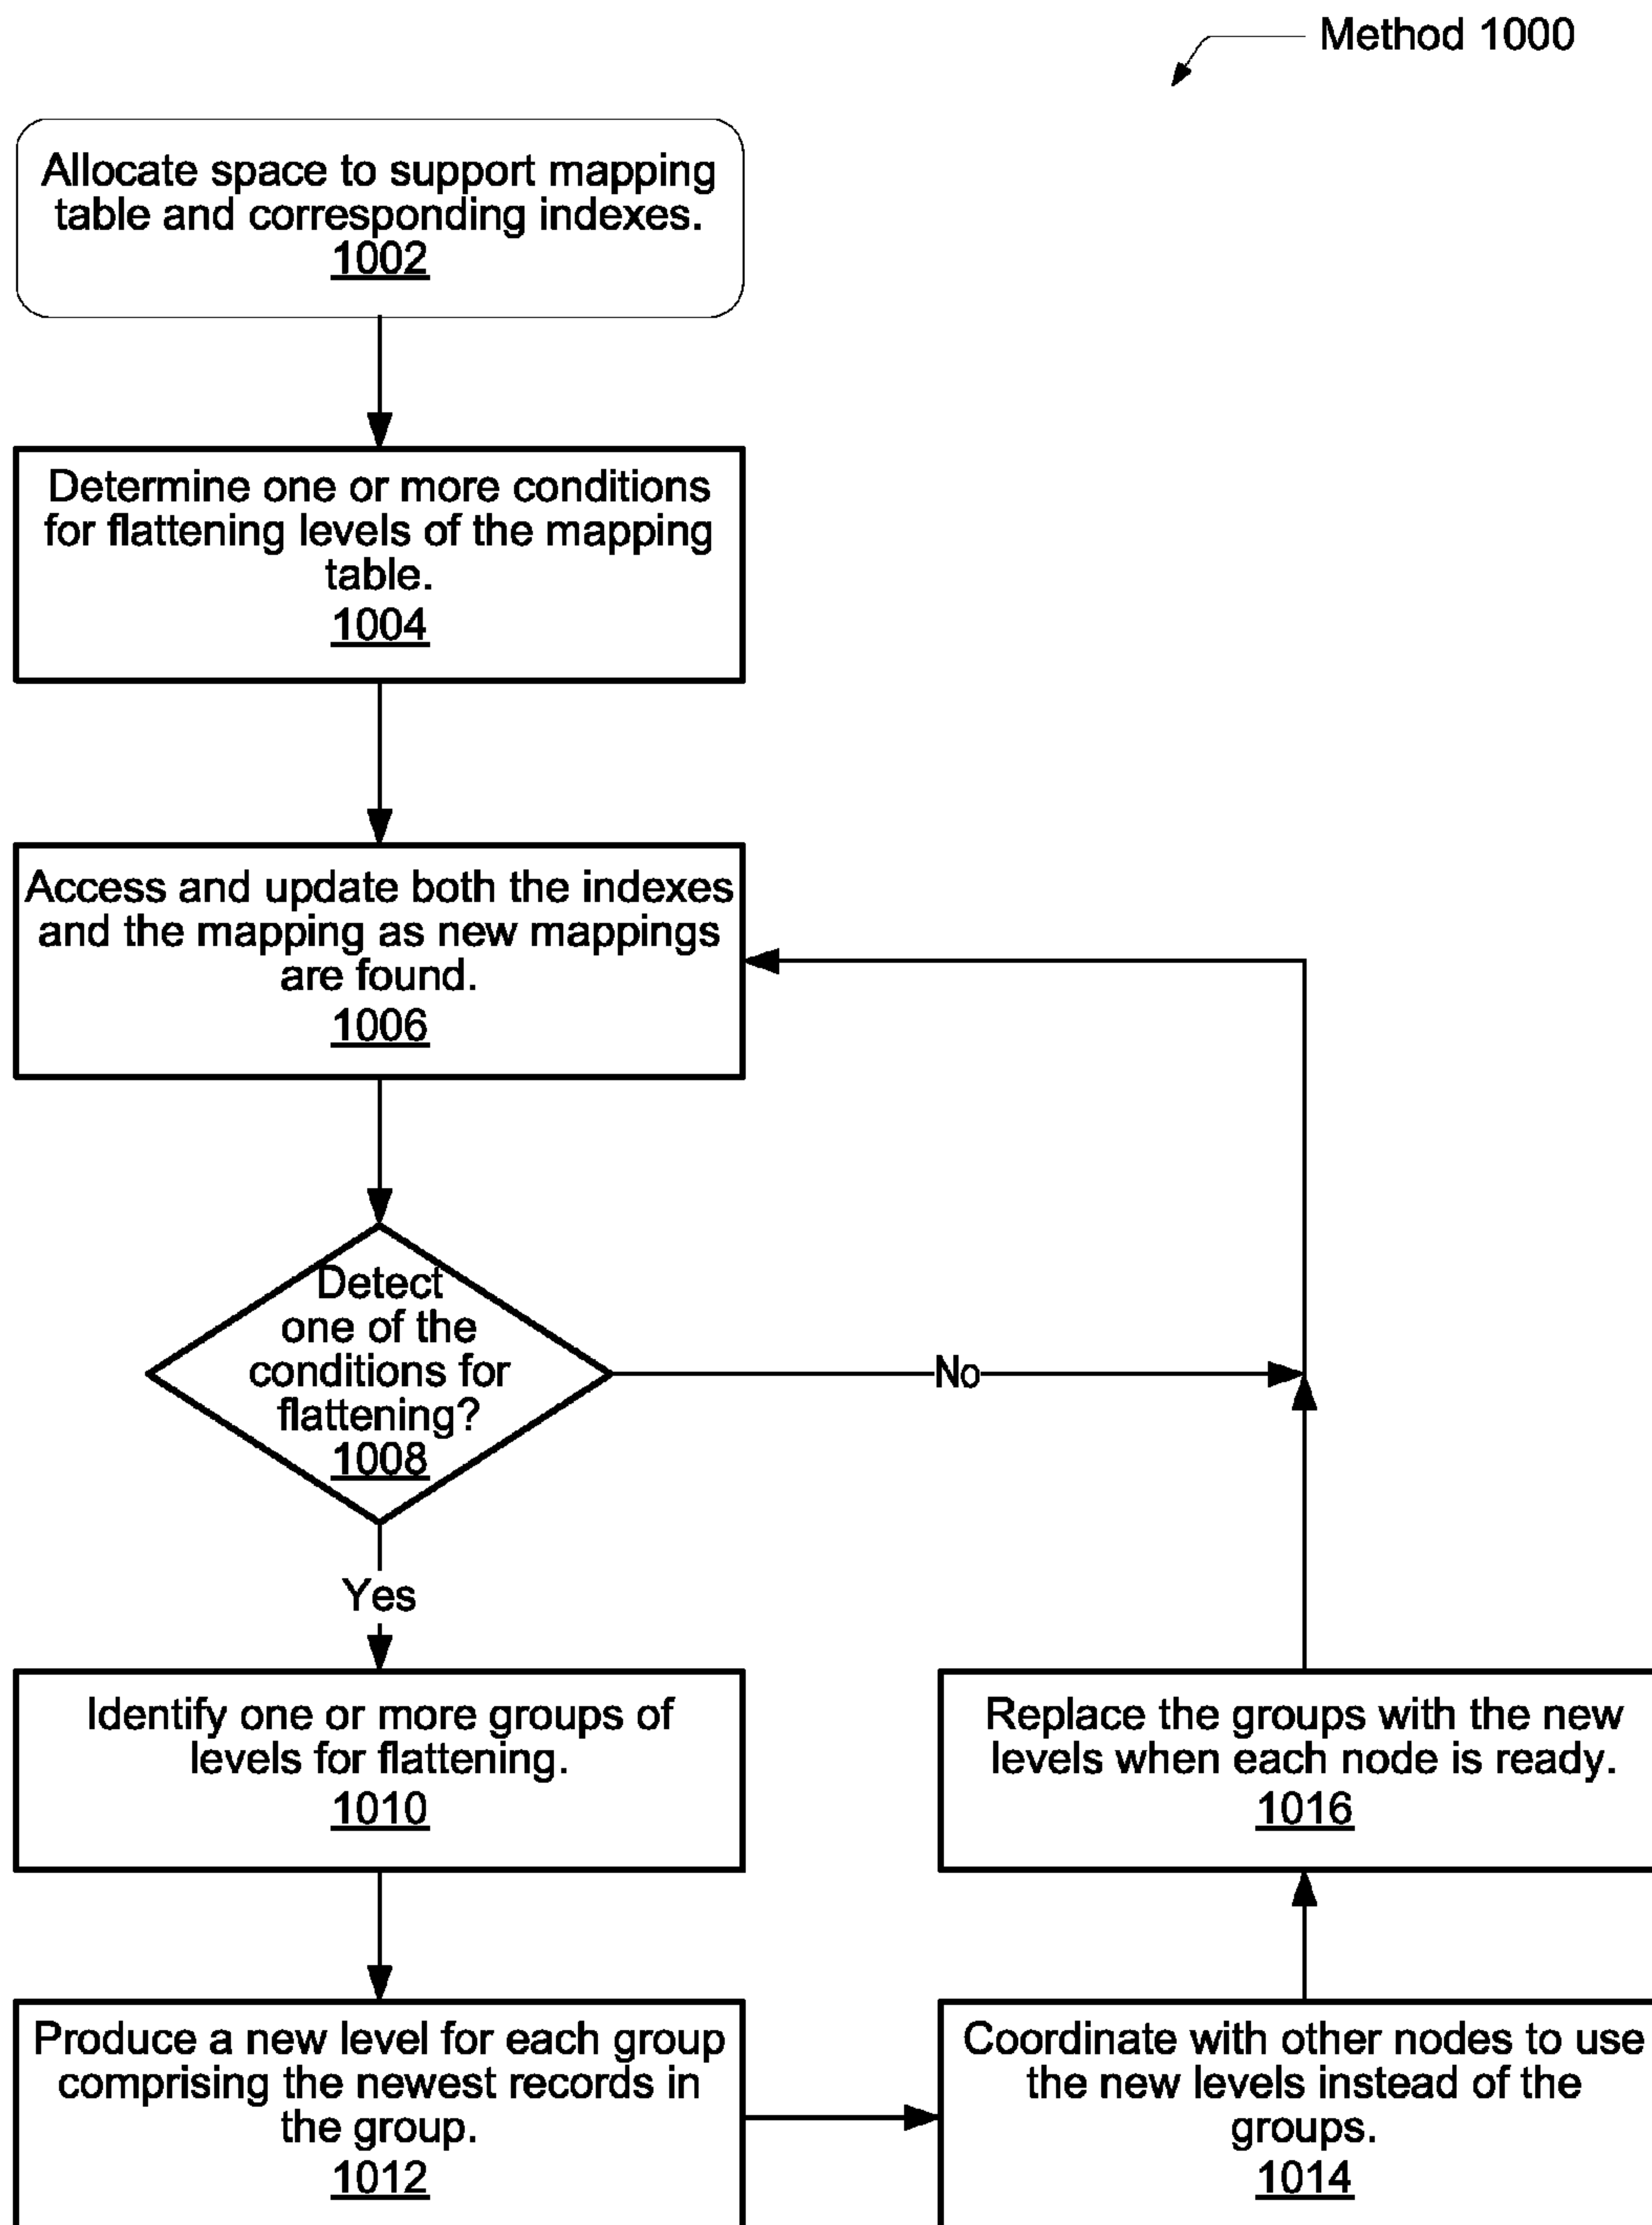 Method 1000
Allocate space to support mapping
table and corresponding indexes.
1002
Determine one or more conditions
for flattening levels of the mapping
table.
1004
Access and update both the indexes
and the mapping as new mappings
are found.
1006
Detect
one of the
conditions for
flattening?
1008
No
Yes
Identify one or more groups of
levels for flattening.
1010
Produce a new level for each group
comprising the newest records in
the group.
1012
Coordinate with other nodes to use
the new levels instead of the
groups.
1014
Replace the groups with the new
levels when each node is ready.
1016